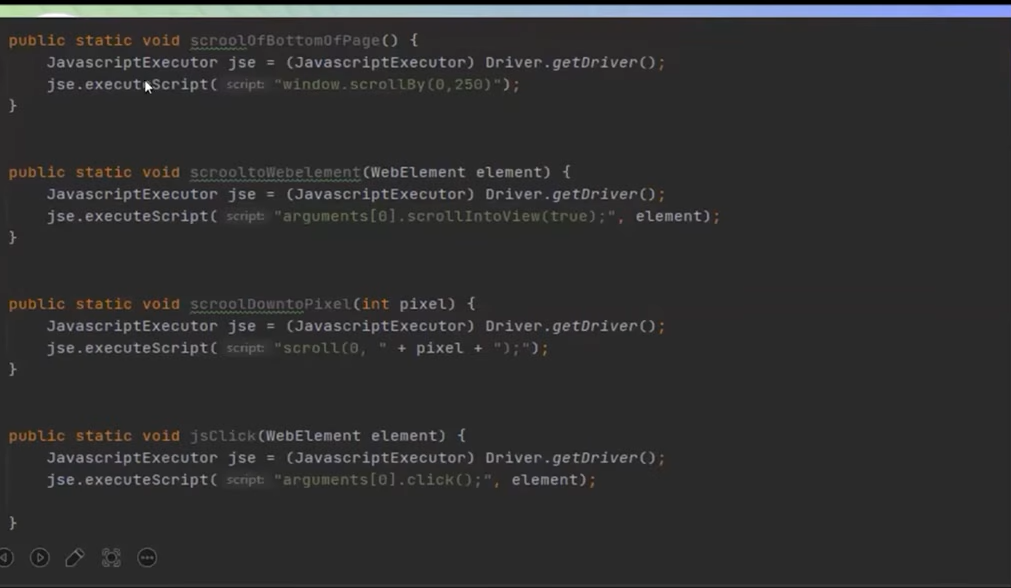 public static void scroolOfBottomOfPage() {
JavascriptExecutor jse = (JavascriptExecutor) Driver.getDriver();
jse.executeScript( script: "window.scrollBy(0,250)");
}
public static void scrooltoWebelement(WebElement element) {
JavascriptExecutor jse = (JavascriptExecutor) Driver.getDriver();
jse.executeScript( script: "arguments[0].scrollIntoView(true);", element);
}
public static void scroolDowntoPixel(int pixel) {
JavascriptExecutor jse = (JavascriptExecutor) Driver.getDriver();
jse.executeScript( script: "scroll(0, " + pixel + ");");
}
public static void jsClick(WebElement element) {
JavascriptExecutor jse = (JavascriptExecutor) Driver.getDriver();
jse.executeScript( script: "arguments[0].click();", element);
}